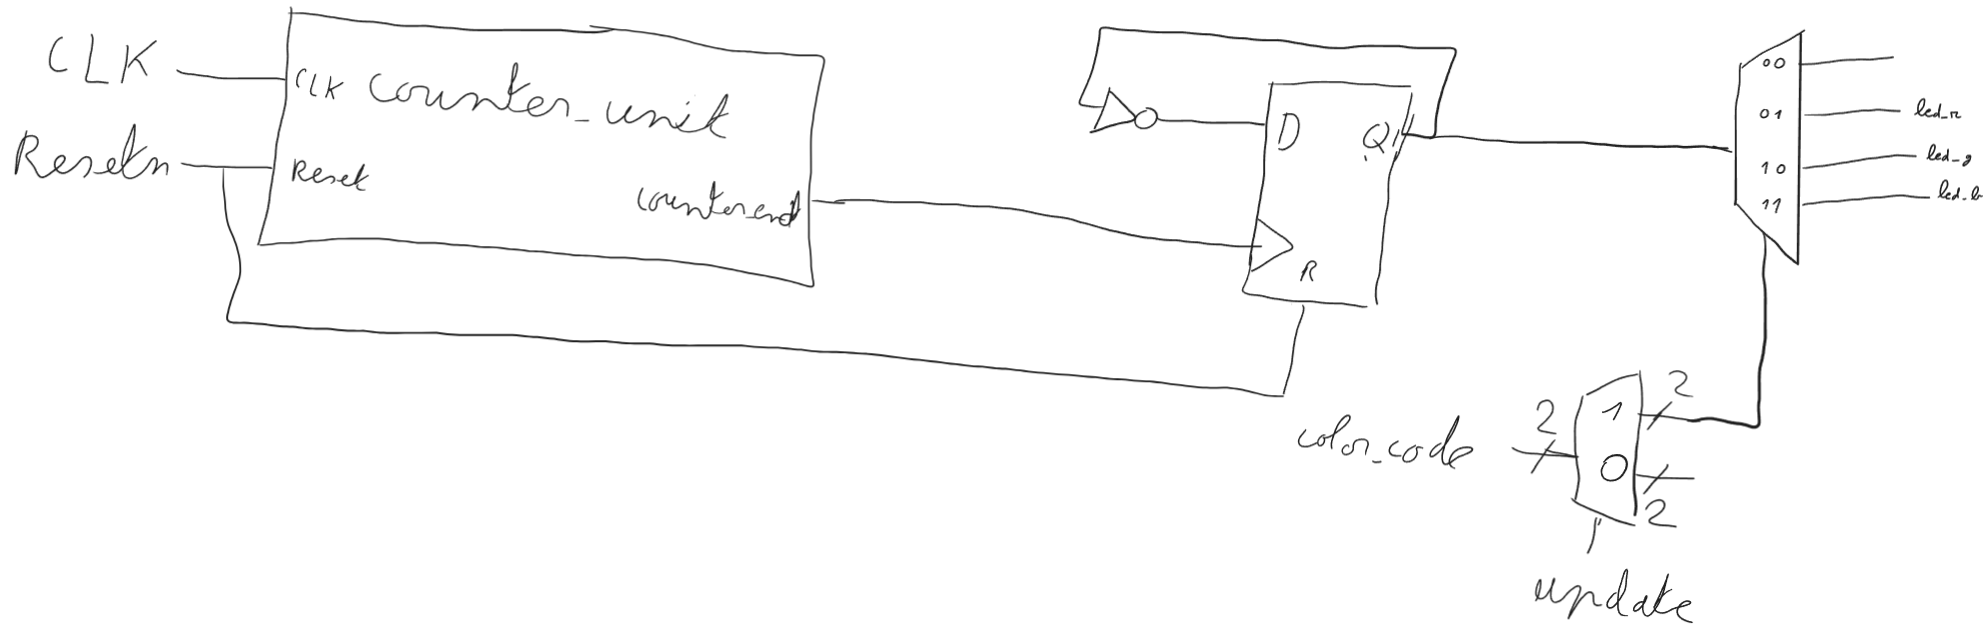 CLK
Resetn
CLK
counter_unit
Reset
counter_end
D
Q
R
00
01
10
11
led_r
led_g
led_b
color_code
2
1
0
2
2
update